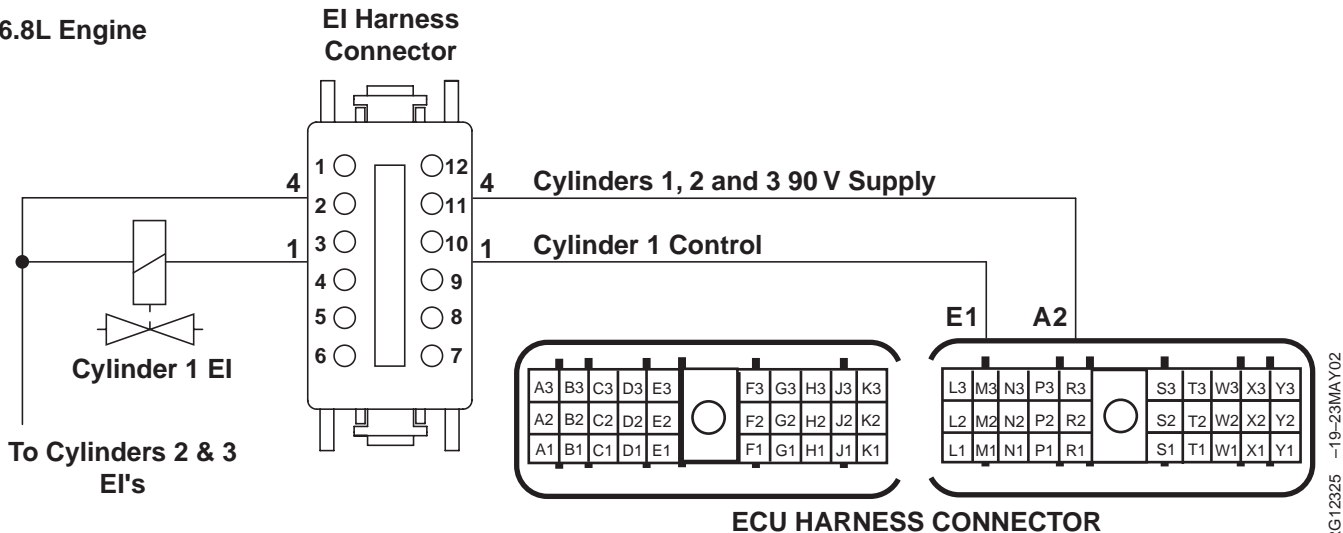 6.8L Engine
EI Harness
Connector
1 12
2 11
3 10
4 9
5 8
6 7
4
1
4 Cylinders 1, 2 and 3 90 V Supply
1 Cylinder 1 Control
Cylinder 1 EI
To Cylinders 2 & 3
EI's
E1 A2
A3 B3 C3 D3 E3 F3 G3 H3 J3 K3
A2 B2 C2 D2 E2 F2 G2 H2 J2 K2
A1 B1 C1 D1 E1 F1 G1 H1 J1 K1
L3 M3 N3 P3 R3 S3 T3 W3 X3 Y3
L2 M2 N2 P2 R2 S2 T2 W2 X2 Y2
L1 M1 N1 P1 R1 S1 T1 W1 X1 Y1
ECU HARNESS CONNECTOR
RG12325 –19–23MAY02